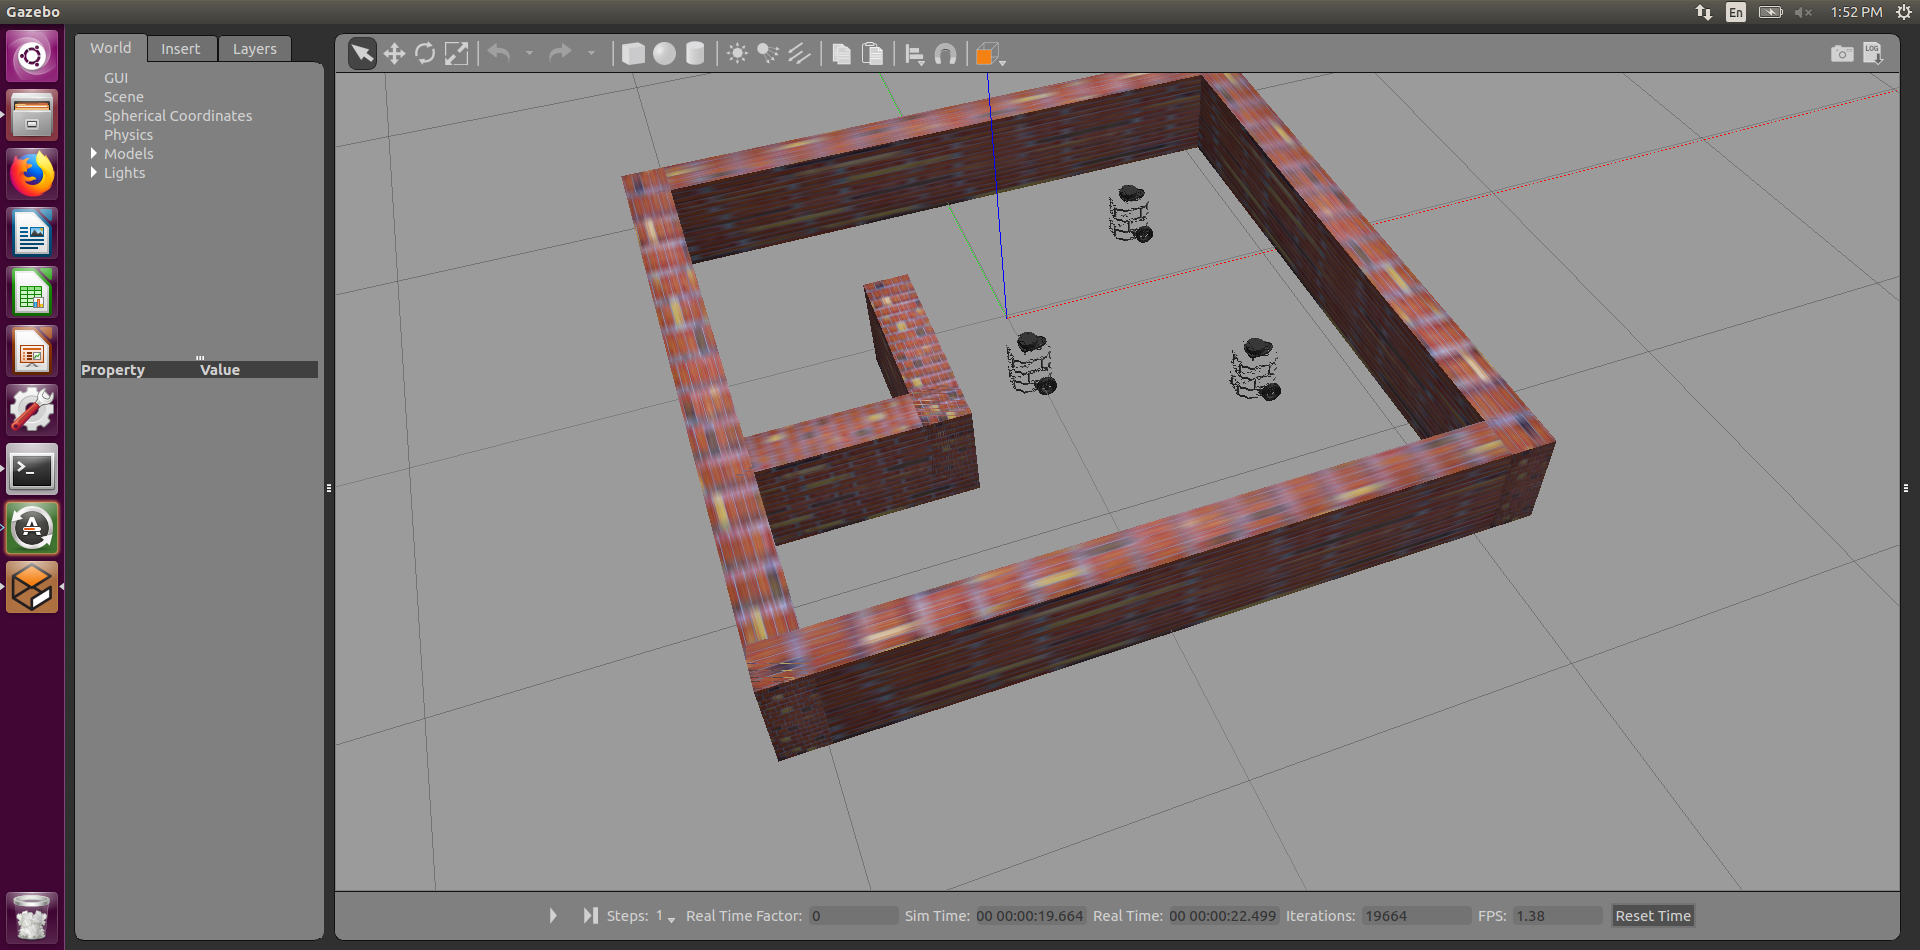 Gazebo
En
1:52 PM
World Insert Layers
LOG
GUI
Scene
Spherical Coordinates
Physics
Models
Lights
Property Value
Steps: 1 Real Time Factor: 0 Sim Time: 00 00:00:19.664 Real Time: 00 00:00:22.499 Iterations: 19664 FPS: 1.38 Reset Time